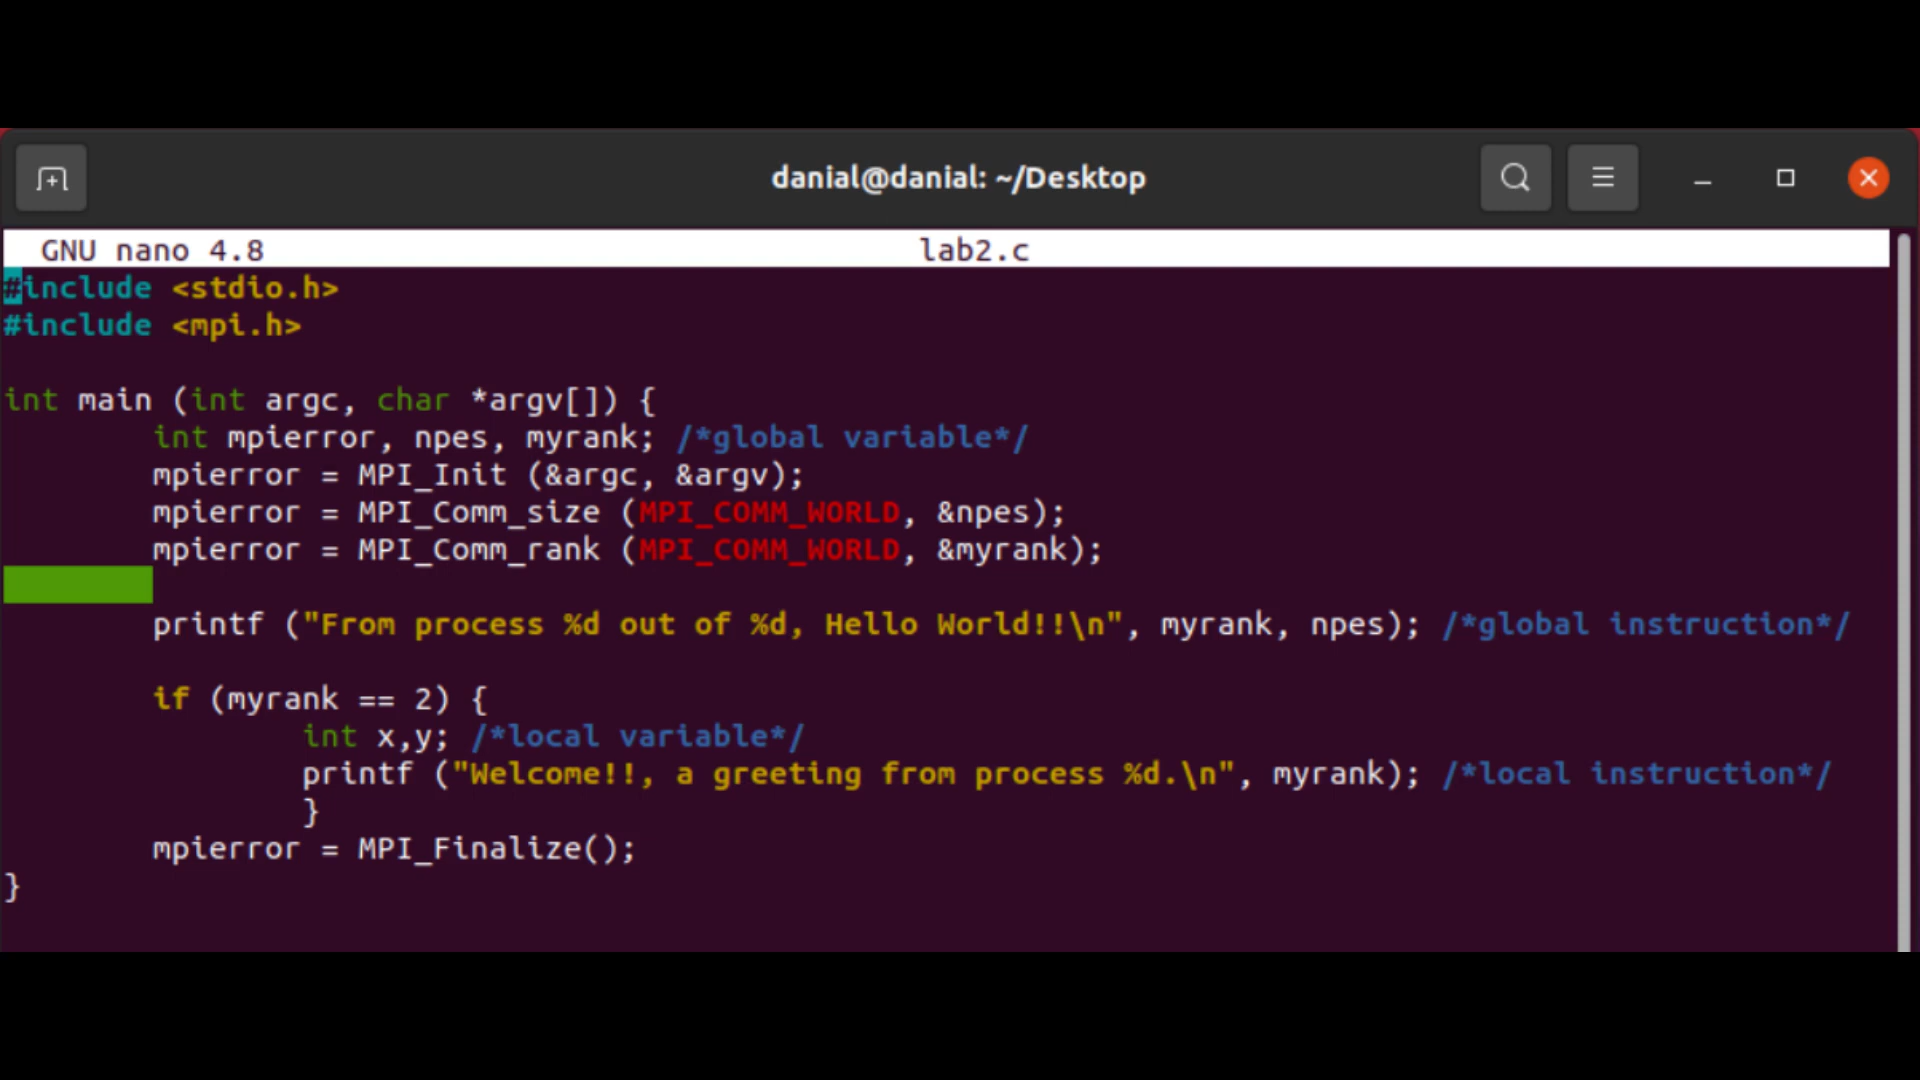 danial@danial: ~/Desktop
GNU nano 4.8 lab2.c
#include <stdio.h>
#include <mpi.h>
int main (int argc, char *argv[]) {
int mpierror, npes, myrank; /*global variable*/
mpierror = MPI_Init (&argc, &argv);
mpierror = MPI_Comm_size (MPI_COMM_WORLD, &npes);
mpierror = MPI_Comm_rank (MPI_COMM_WORLD, &myrank);
printf ("From process %d out of %d, Hello World!!\n", myrank, npes); /*global instruction*/
if (myrank == 2) {
int x,y; /*local variable*/
printf ("Welcome!!, a greeting from process %d.\n", myrank); /*local instruction*/
}
mpierror = MPI_Finalize();
}